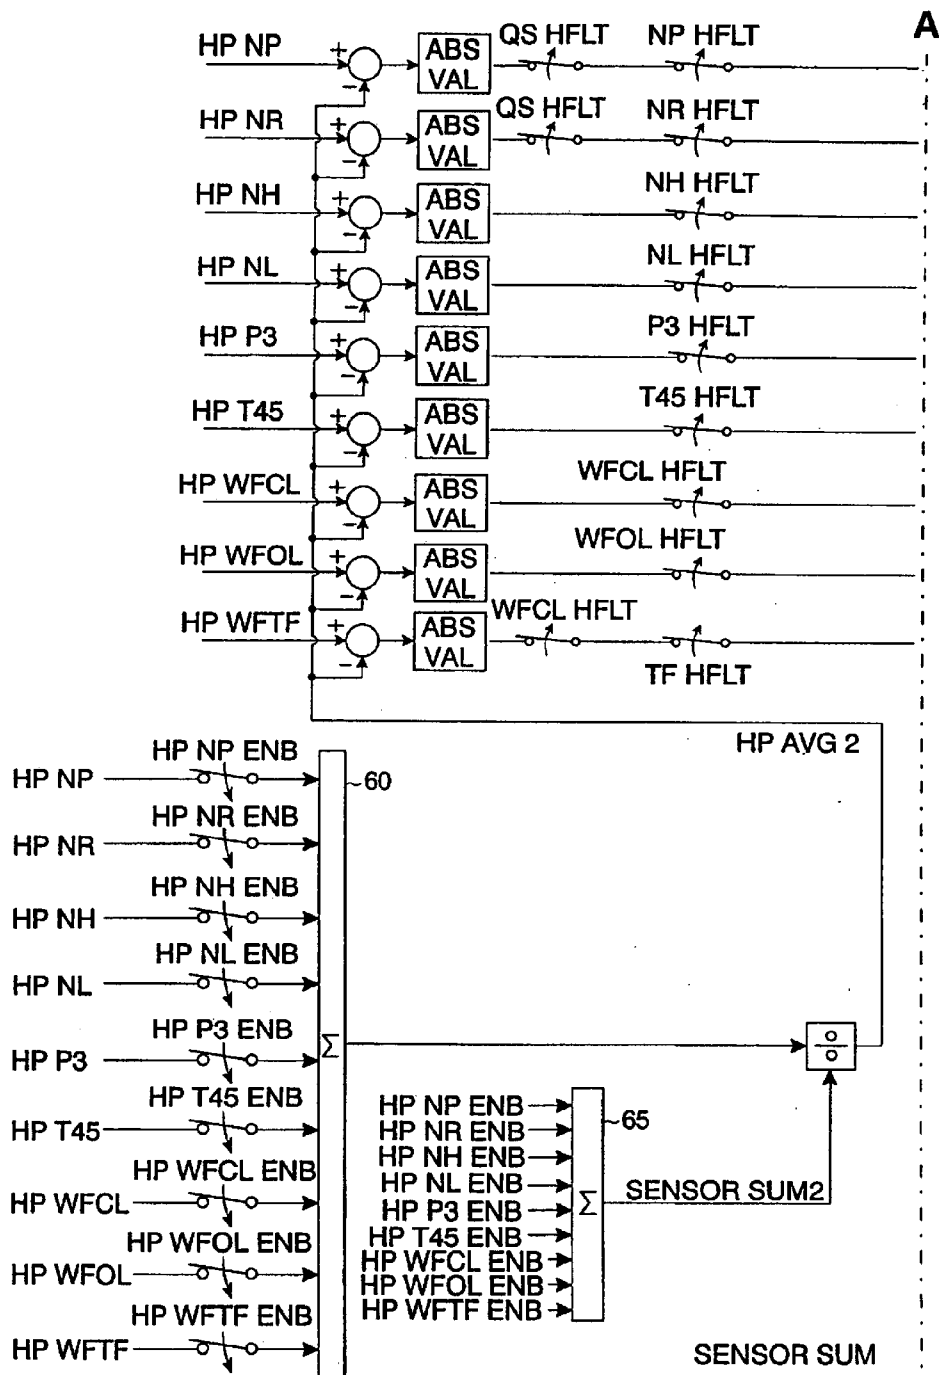 A
HP NP + - ABS VAL QS HFLT NP HFLT
HP NR + - ABS VAL QS HFLT NR HFLT
HP NH + - ABS VAL NH HFLT
HP NL + - ABS VAL NL HFLT
HP P3 + - ABS VAL P3 HFLT
HP T45 + - ABS VAL T45 HFLT
HP WFCL + - ABS VAL WFCL HFLT
HP WFOL + - ABS VAL WFOL HFLT
HP WFTF + - ABS VAL WFCL HFLT TF HFLT
HP AVG 2
HP NP HP NP ENB
60
HP NR HP NR ENB
HP NH HP NH ENB
HP NL HP NL ENB
HP P3 HP P3 ENB
Σ
÷
HP T45 HP T45 ENB
HP WFCL HP WFCL ENB
HP WFOL HP WFOL ENB
HP WFTF HP WFTF ENB
HP NP ENB
65
HP NR ENB
HP NH ENB
HP NL ENB
HP P3 ENB
Σ
SENSOR SUM2
HP T45 ENB
HP WFCL ENB
HP WFOL ENB
HP WFTF ENB
SENSOR SUM